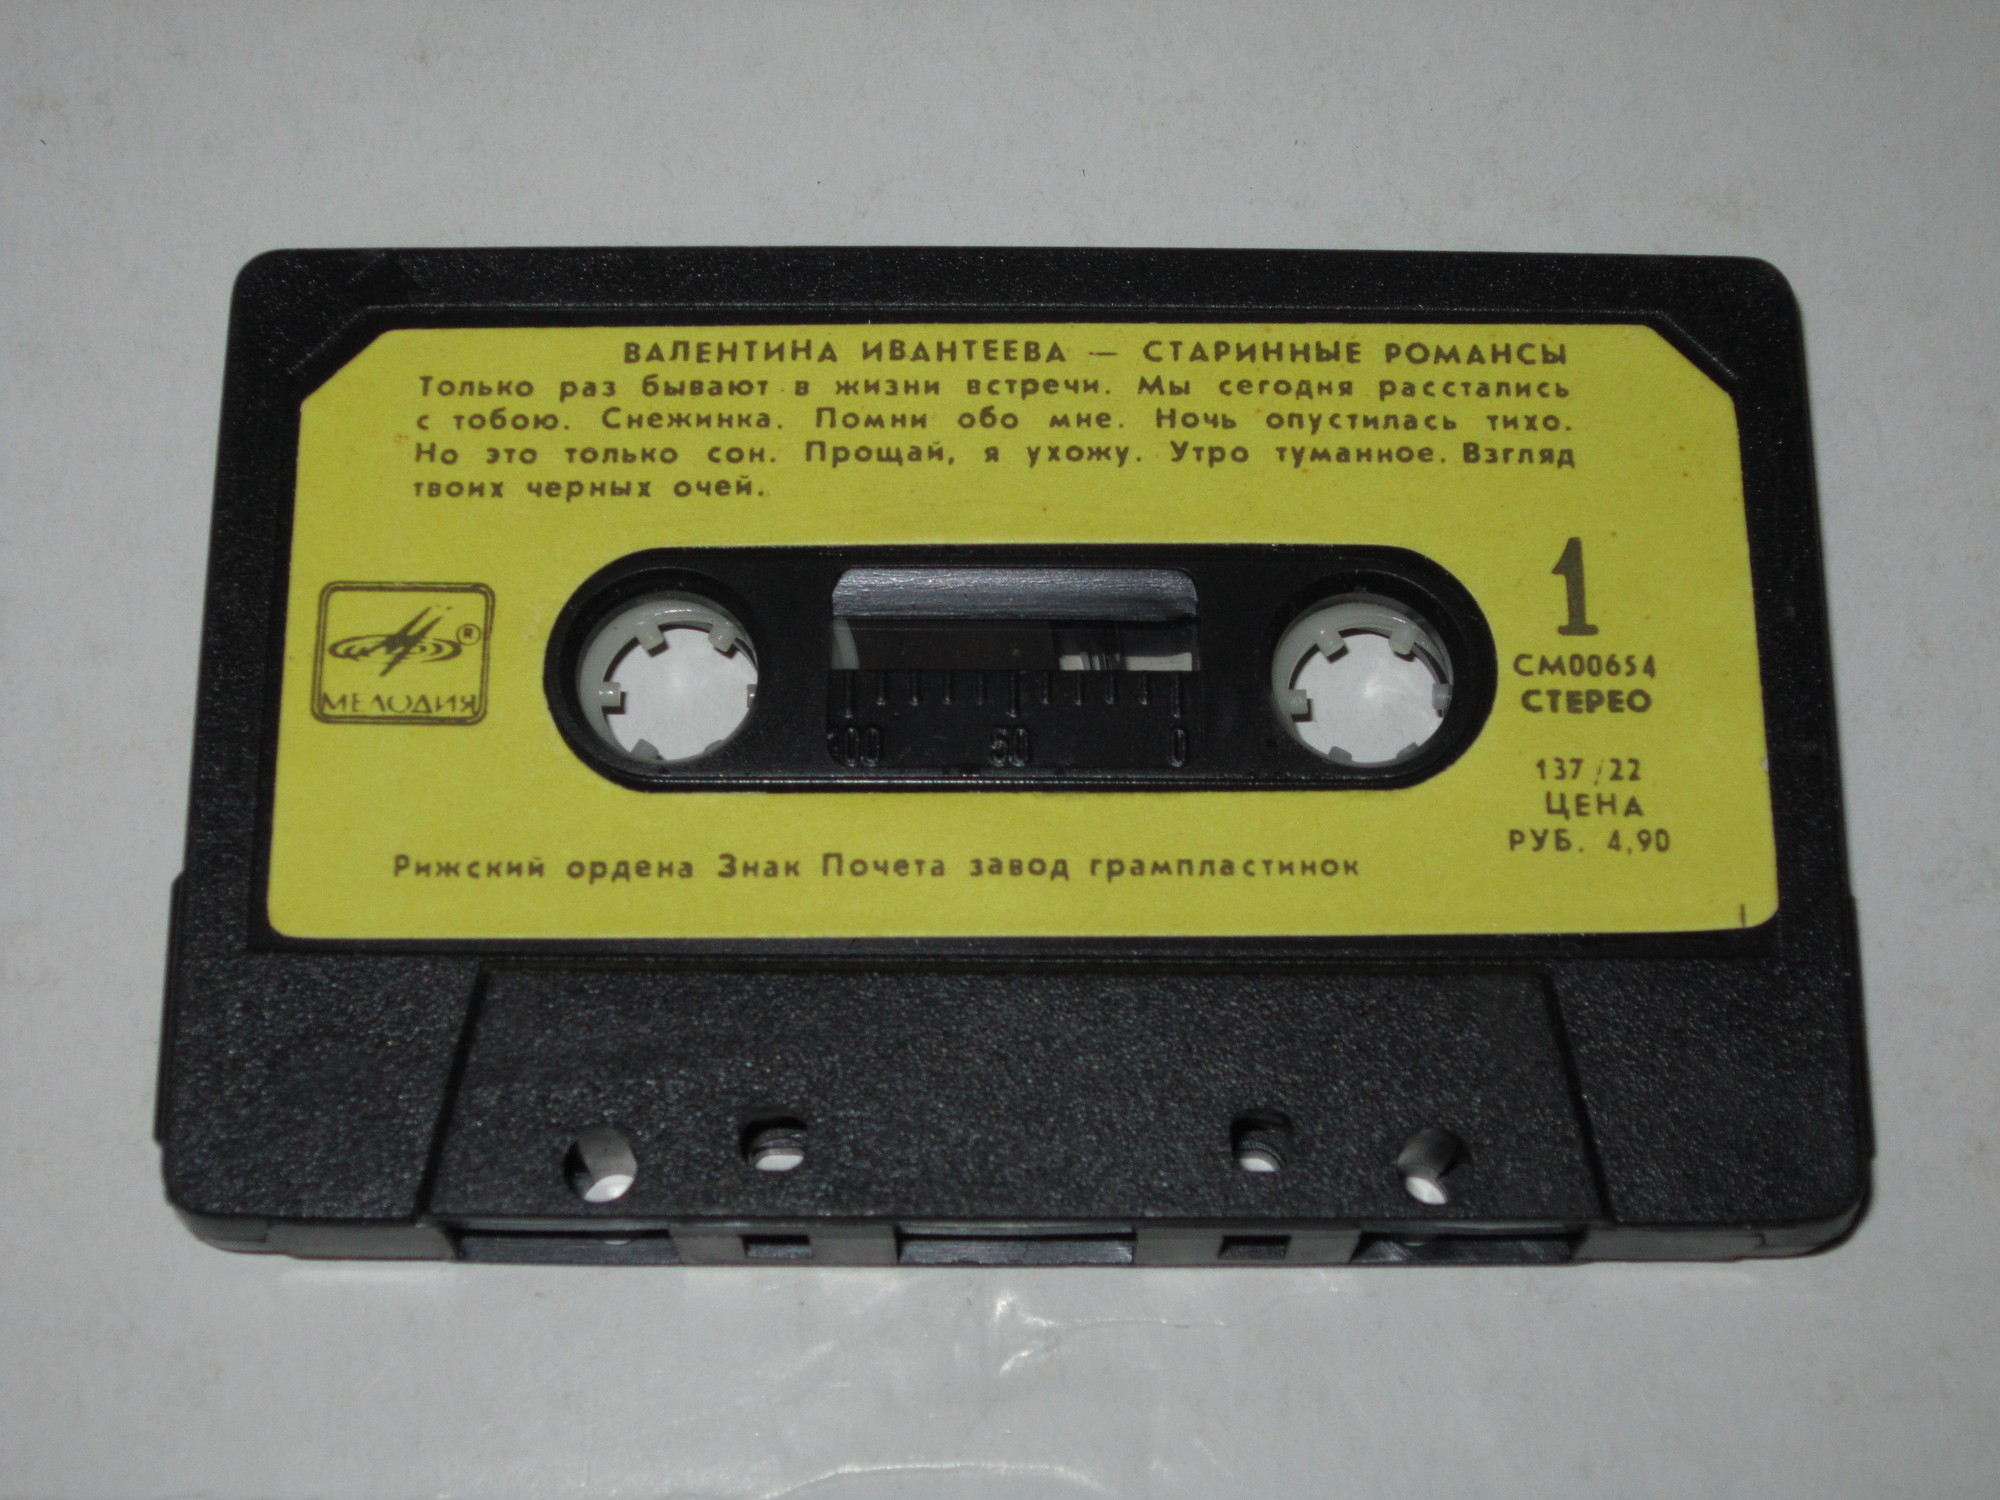 ВАЛЕНТИНА ИВАНТЕЕВА — СТАРИННЫЕ РОМАНСЫ
Только раз бывают в жизни встречи. Мы сегодня расстались
с тобою. Снежинка. Помни обо мне. Ночь опустилась тихо.
Но это только сон. Прощай, я ухожу. Утро туманное. Взгляд
твоих черных очей.
1
СМ00654
СТЕРЕО
®
МЕЛОДИЯ
100 50 0
137/22
ЦЕНА
РУБ. 4,90
Рижский ордена Знак Почета завод грампластинок